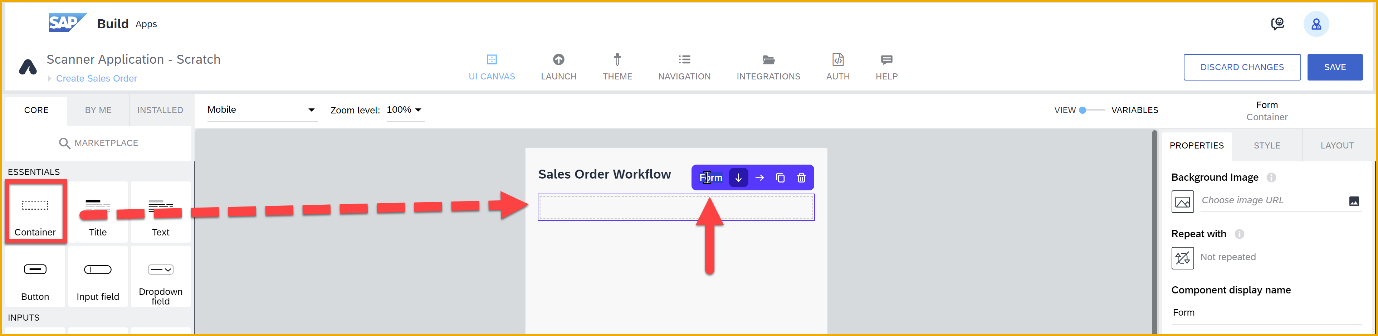 SAP Build Apps
Scanner Application - Scratch
Create Sales Order
UI CANVAS LAUNCH THEME NAVIGATION INTEGRATIONS AUTH HELP
DISCARD CHANGES SAVE
CORE BY ME INSTALLED
Mobile Zoom level: 100%
VIEW VARIABLES
Form
Container
MARKETPLACE
PROPERTIES STYLE LAYOUT
ESSENTIALS
Sales Order Workflow
Form
Background Image
Choose image URL
Container Title Text
Repeat with
Not repeated
Button Input field Dropdown
field
Component display name
Form
INPUTS